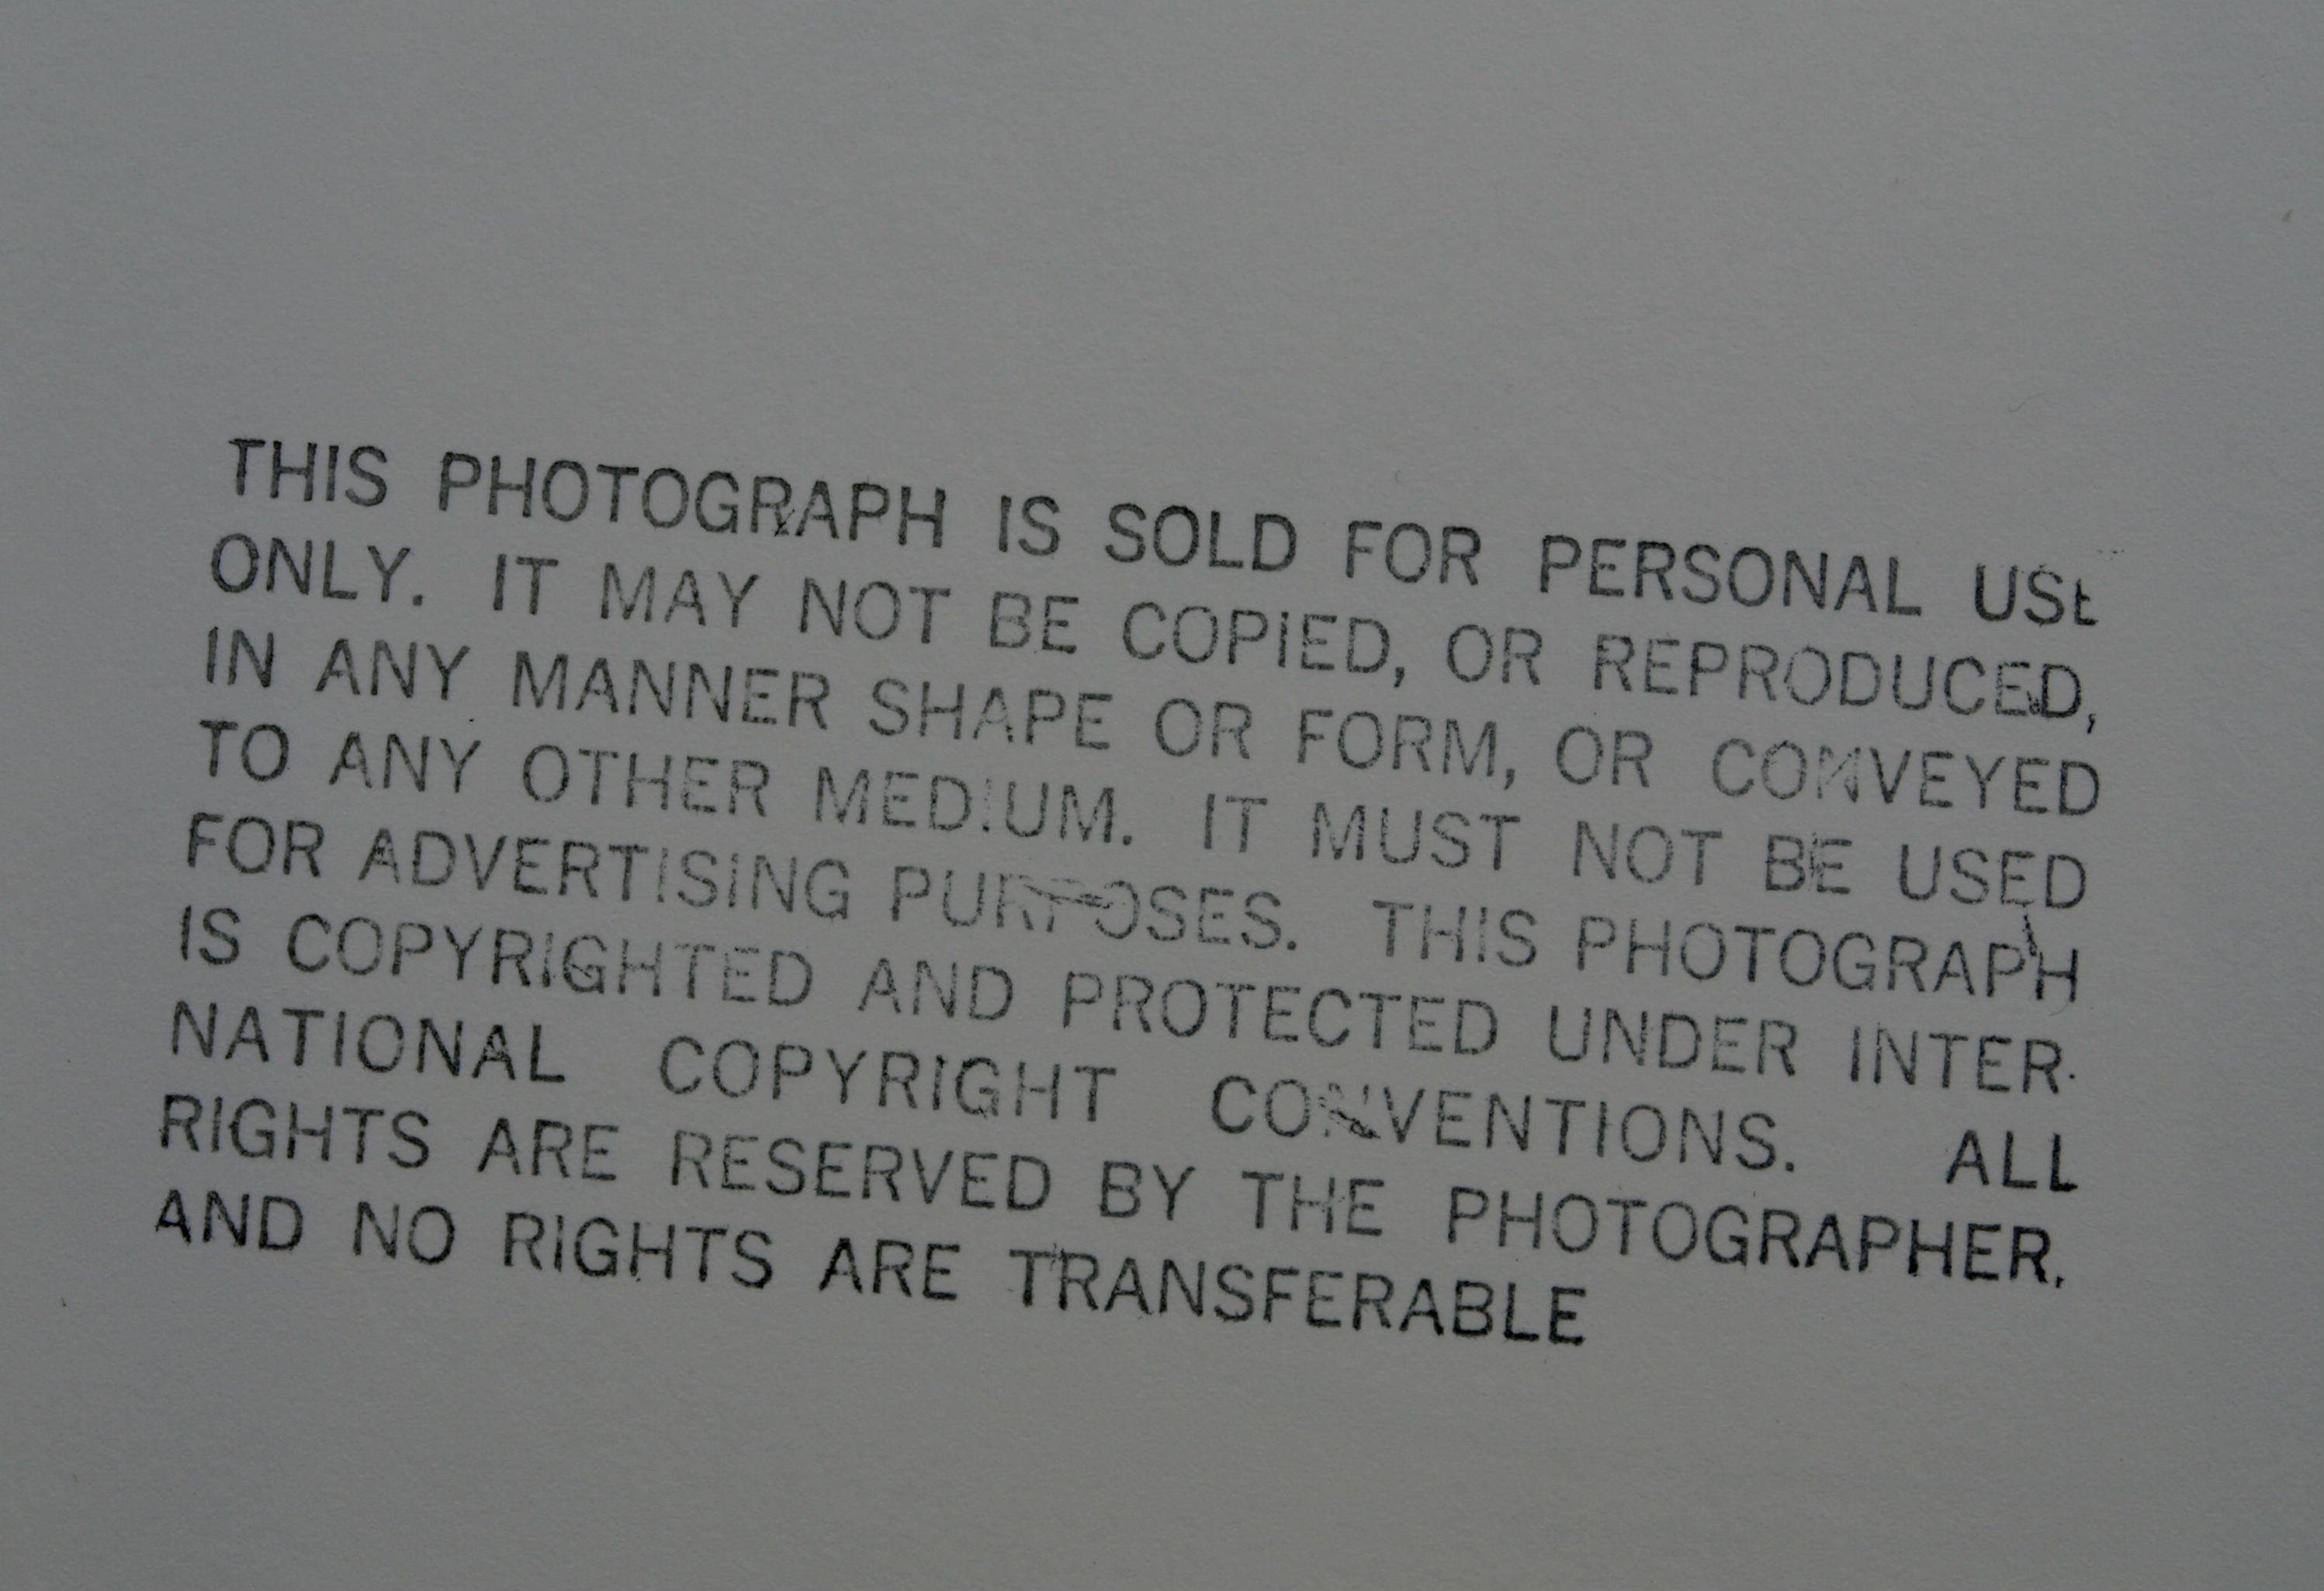 THIS PHOTOGRAPH IS SOLD FOR PERSONAL USE
ONLY. IT MAY NOT BE COPIED, OR REPRODUCED,
IN ANY MANNER SHAPE OR FORM, OR CONVEYED
TO ANY OTHER MEDIUM. IT MUST NOT BE USED
FOR ADVERTISING PURPOSES. THIS PHOTOGRAPH
IS COPYRIGHTED AND PROTECTED UNDER INTER-
NATIONAL COPYRIGHT CONVENTIONS. ALL
RIGHTS ARE RESERVED BY THE PHOTOGRAPHER.
AND NO RIGHTS ARE TRANSFERABLE